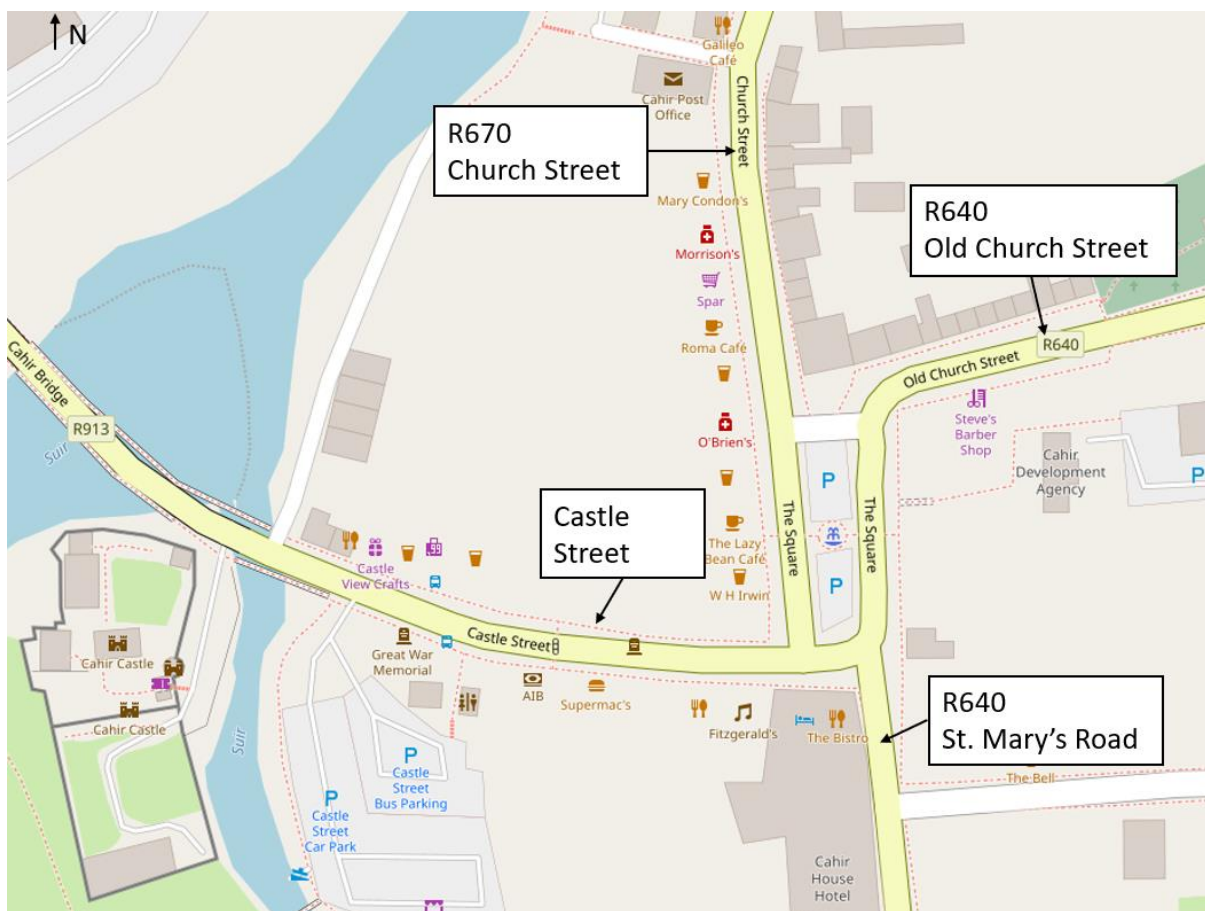 N
Galileo
Café
Cahir Post
Office
Church Street
R670
Church Street
Mary Condon's
R640
Old Church Street
Morrison's
Spar
Roma Café
R640
Old Church Street
Cahir Bridge
R913
Suir
O'Brien's
Steve's
Barber
Shop
Cahir
Development
Agency
P
P
The Square
The Square
Castle
Street
The Lazy
Bean Café
W H Irwin
P
99
Castle
View Crafts
Castle Street
Great War
Memorial
AIB
Supermac's
Fitzgerald's
The Bistro
R640
St. Mary's Road
The Bell
Cahir Castle
Cahir Castle
Suir
P
Castle
Street
Bus Parking
P
Castle
Street
Car Park
Cahir
House
Hotel